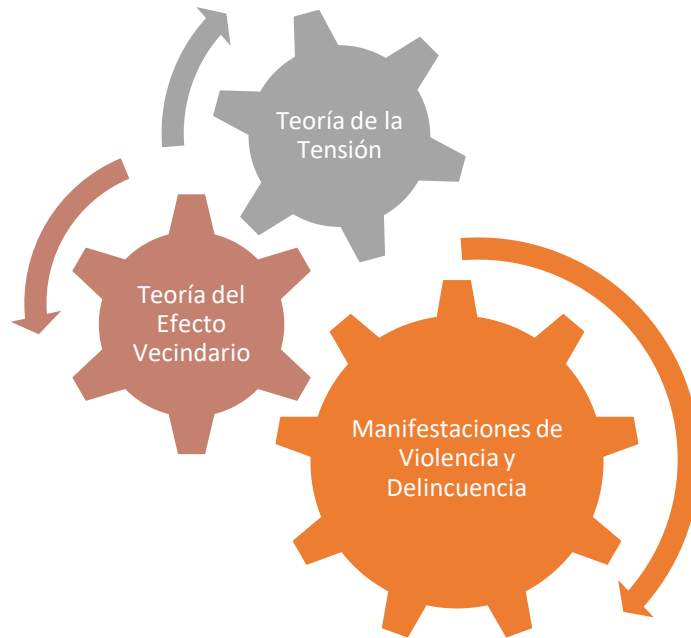 Teoría de la
Tensión
Teoría del
Efecto
Vecindario
Manifestaciones de
Violencia y
Delincuencia